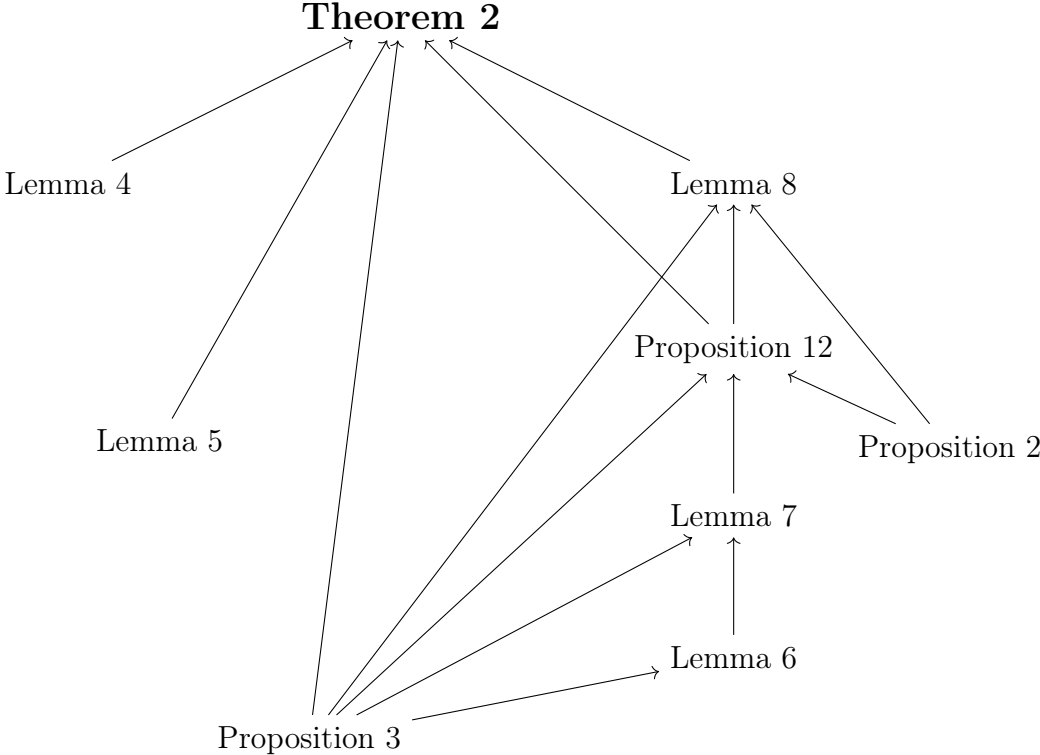 Theorem 2
Lemma 4
Lemma 8
Proposition 12
Lemma 5
Proposition 2
Lemma 7
Lemma 6
Proposition 3